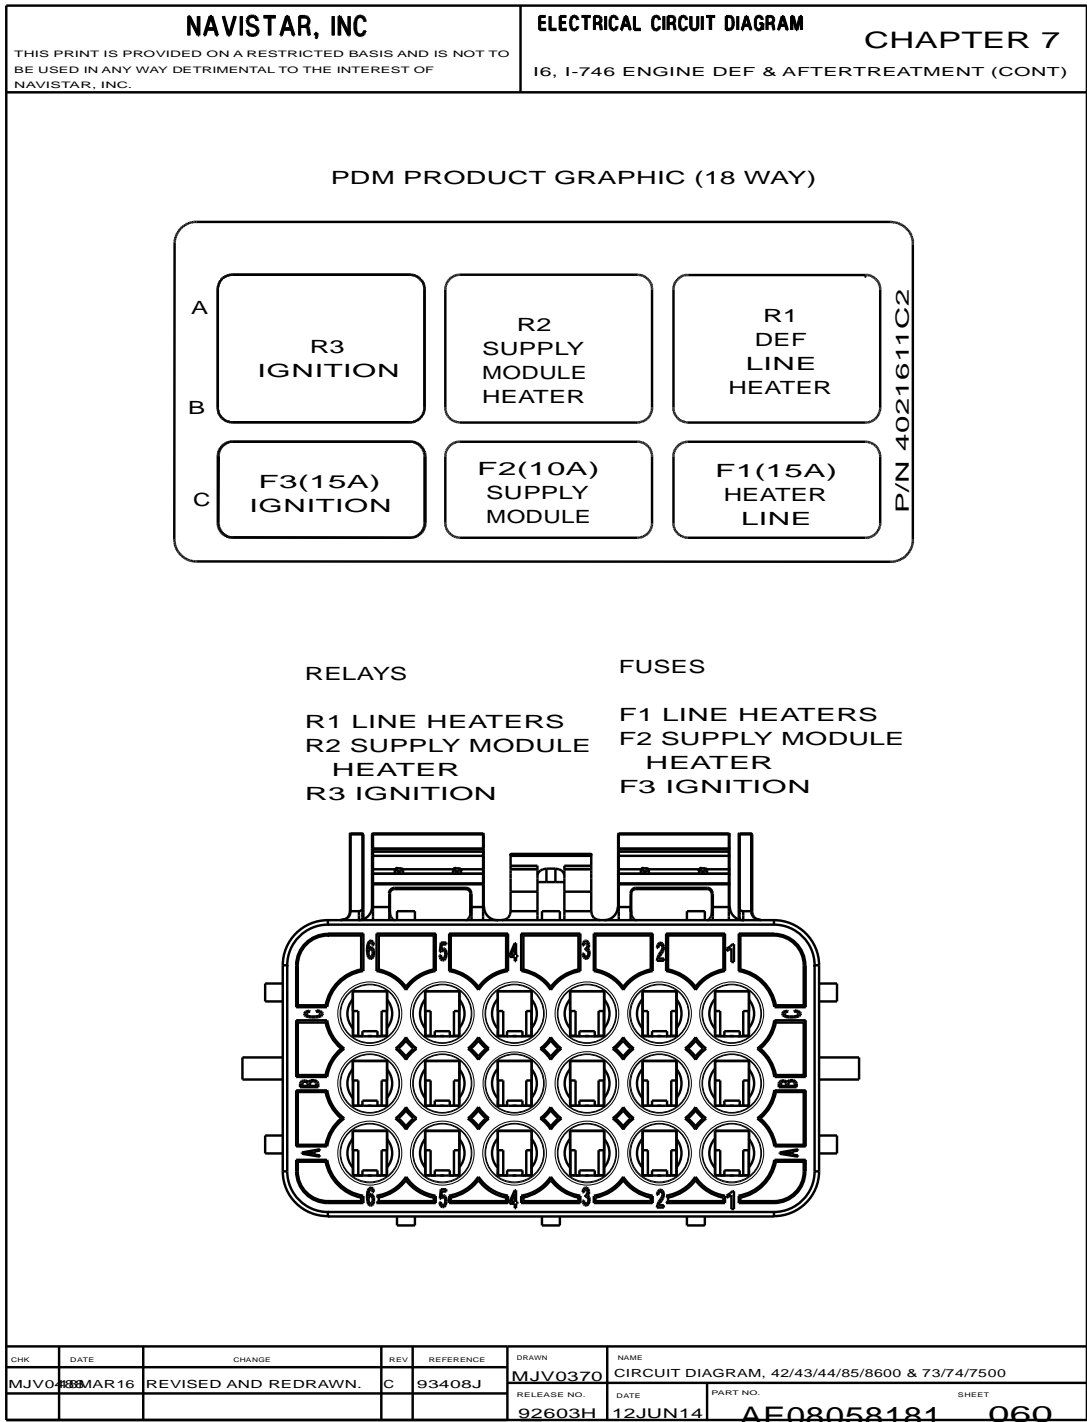 NAVISTAR, INC
THIS PRINT IS PROVIDED ON A RESTRICTED BASIS AND IS NOT TO
BE USED IN ANY WAY DETRIMENTAL TO THE INTEREST OF
NAVISTAR, INC.
ELECTRICAL CIRCUIT DIAGRAM
CHAPTER 7
I6, I-746 ENGINE DEF & AFTERTREATMENT (CONT)
PDM PRODUCT GRAPHIC (18 WAY)
A
B
C
R3
IGNITION
R2
SUPPLY
MODULE
HEATER
R1
DEF
LINE
HEATER
F3(15A)
IGNITION
F2(10A)
SUPPLY
MODULE
F1(15A)
HEATER
LINE
P/N 4021611C2
RELAYS
R1 LINE HEATERS
R2 SUPPLY MODULE
HEATER
R3 IGNITION
FUSES
F1 LINE HEATERS
F2 SUPPLY MODULE
HEATER
F3 IGNITION
6 5 4 3 2 1
C C
B B
A A
6 5 4 3 2 1
CHK DATE CHANGE REV REFERENCE
REVISED AND REDRAWN. C 93408J
DRAWN
MJV0370
NAME
CIRCUIT DIAGRAM, 42/43/44/85/8600 & 73/74/7500
RELEASE NO.
92603H
DATE
12JUN14
PART NO.
AE08058181
SHEET
060